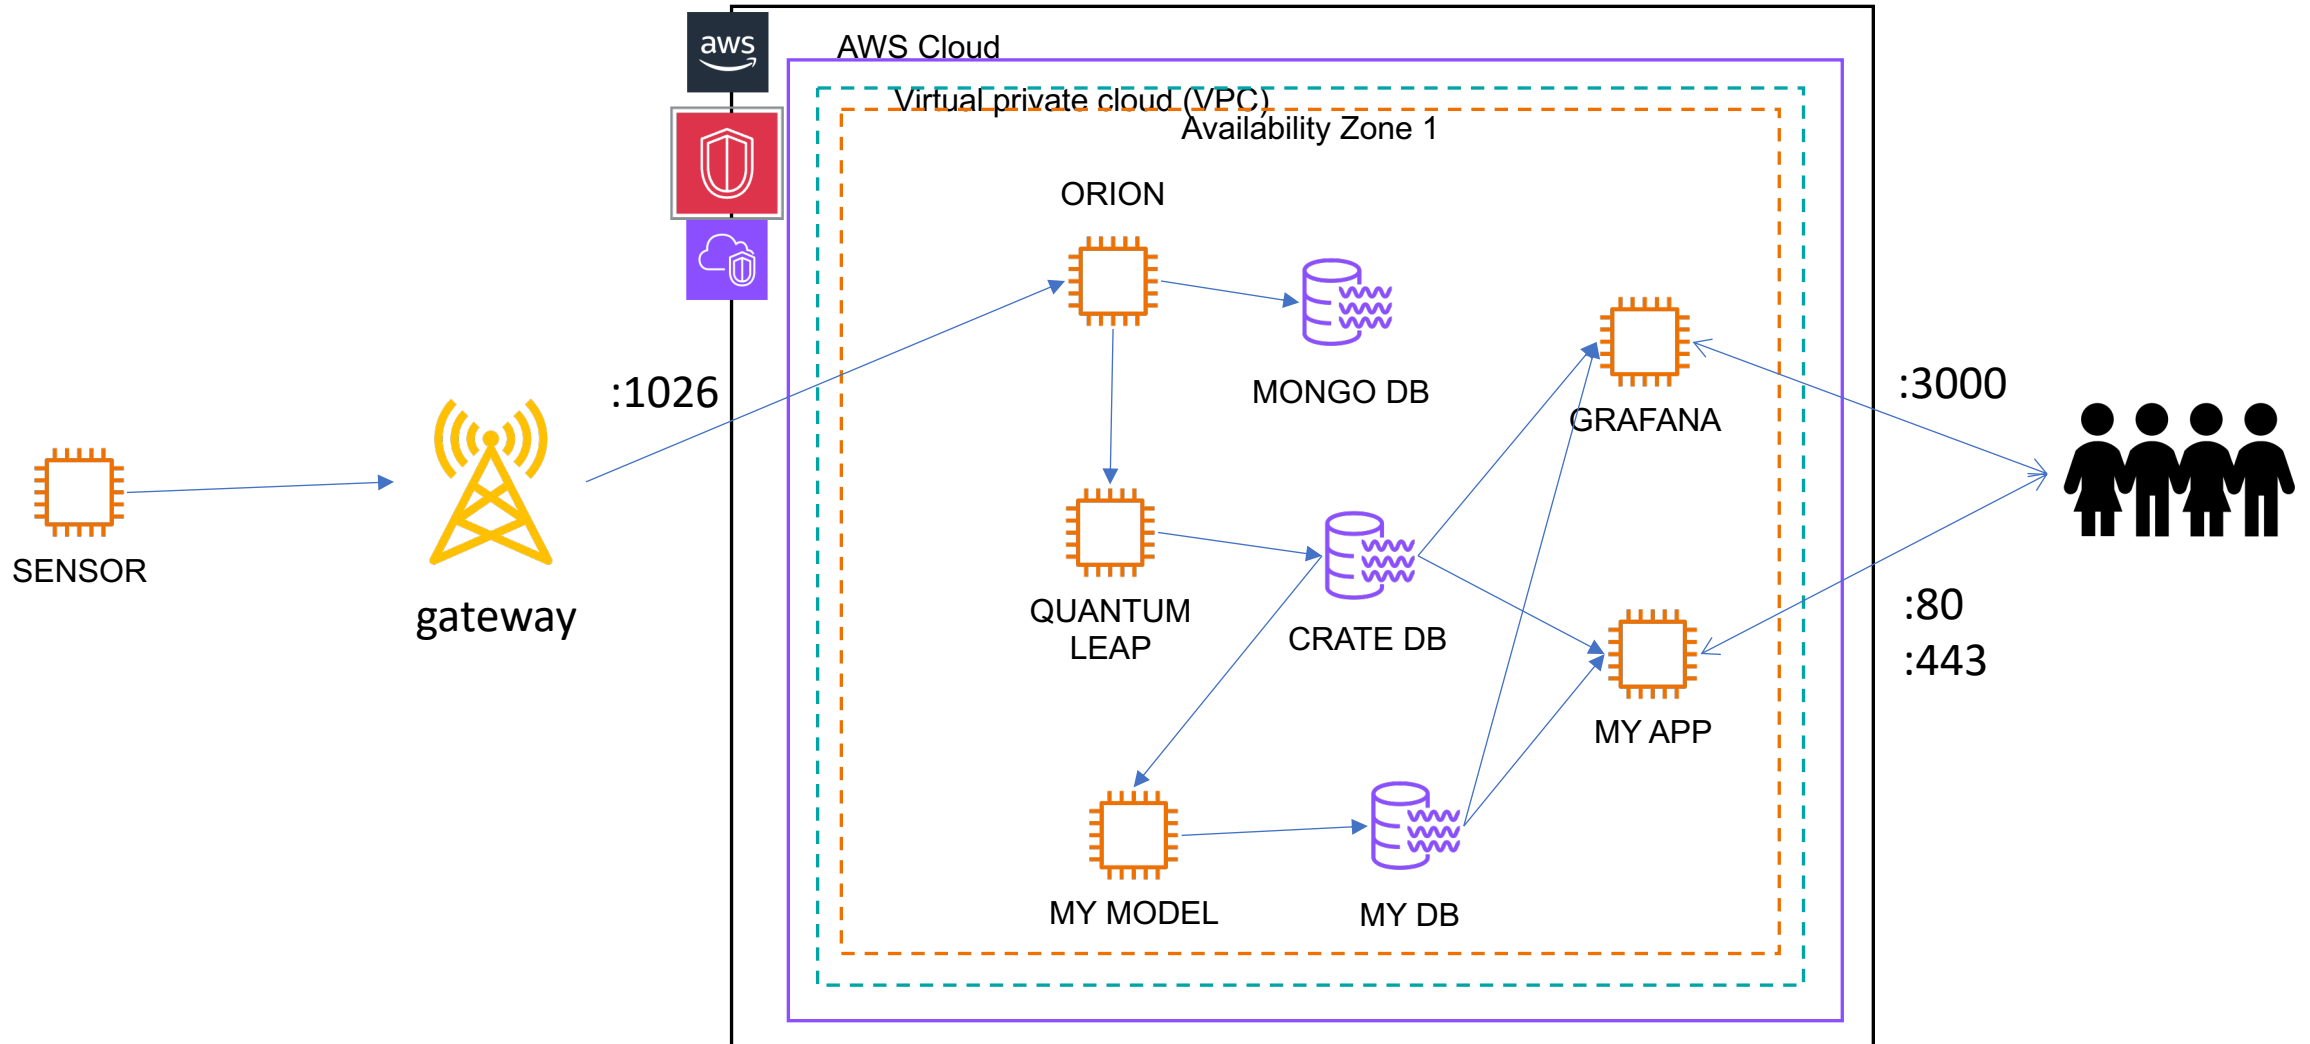 aws
AWS Cloud
Virtual private cloud (VPC)
Availability Zone 1
ORION
:1026
MONGO DB
GRAFANA
:3000
SENSOR
gateway
QUANTUM
LEAP
CRATE DB
:80
:443
MY APP
MY MODEL
MY DB